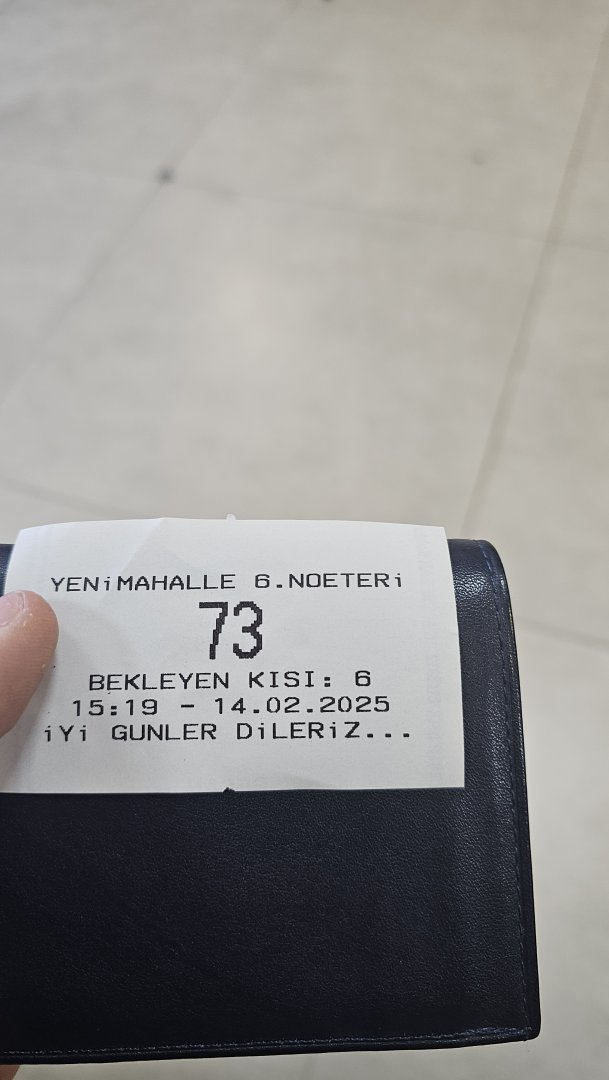 YENiMAHALLE 6.NOETERi
73
BEKLEYEN KISI: 6
15:19 - 14.02.2025
iYi GUNLER DiLERiZ...